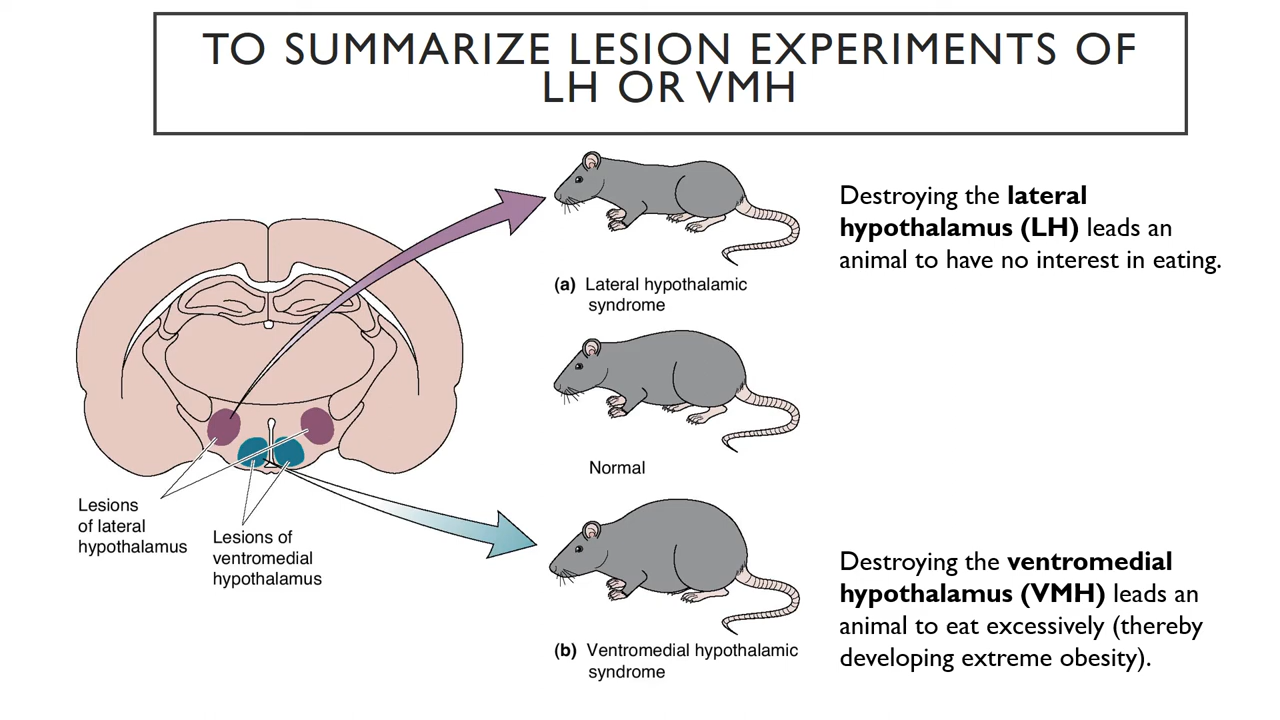 TO SUMMARIZE LESION EXPERIMENTS OF
LH OR VMH
Destroying the lateral
hypothalamus (LH) leads an
animal to have no interest in eating.
(a) Lateral hypothalamic
syndrome
Normal
Lesions
of lateral
hypothalamus
Lesions of
ventromedial
hypothalamus
Destroying the ventromedial
hypothalamus (VMH) leads an
animal to eat excessively (thereby
developing extreme obesity).
(b) Ventromedial hypothalamic
syndrome